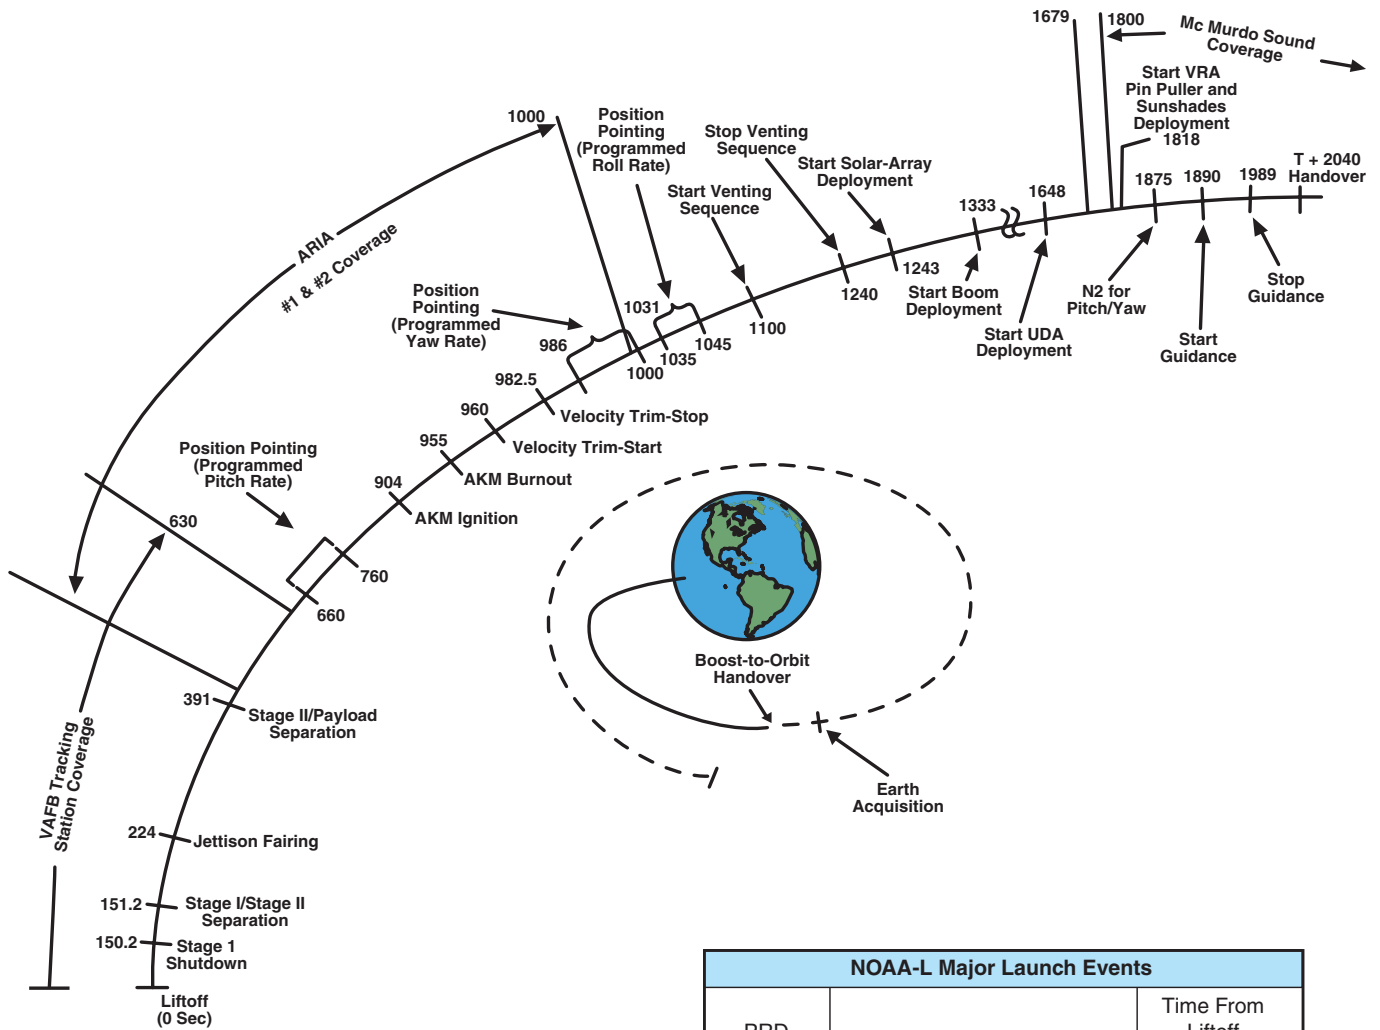 1679
1800
Mc Murdo Sound
Coverage
Start VRA
Pin Puller and
Sunshades
Deployment
1818
1000
Position
Pointing
(Programmed
Roll Rate)
Stop Venting
Sequence
Start Solar-Array
Deployment
Start Venting
Sequence
1333
1648
1875
1890
1989
T + 2040
Handover
ARIA
#1 & #2 Coverage
Position
Pointing
(Programmed
Yaw Rate)
986
1031
1000
1035
1045
1100
1240
1243
Start Boom
Deployment
Start UDA
Deployment
N2 for
Pitch/Yaw
Start
Guidance
Stop
Guidance
982.5
Velocity Trim-Stop
960
Velocity Trim-Start
955
AKM Burnout
904
AKM Ignition
Position Pointing
(Programmed
Pitch Rate)
630
760
660
391
Stage II/Payload
Separation
VAFB Tracking
Station Coverage
224
Jettison Fairing
151.2
Stage I/Stage II
Separation
150.2
Stage 1
Shutdown
Liftoff
(0 Sec)
Boost-to-Orbit
Handover
Earth
Acquisition
NOAA-L Major Launch Events
Time From